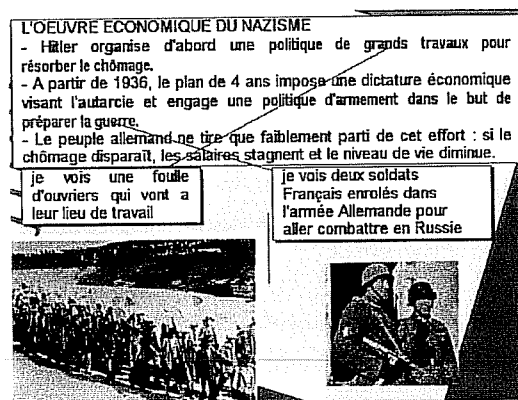 L'OEUVRE ECONOMIQUE DU NAZISME
- Hitler organise d'abord une politique de grands travaux pour
résorber le chômage.
- A partir de 1936, le plan de 4 ans impose une dictature économique
visant l'autarcie et engage une politique d'armement dans le but de
préparer la guerre.
- Le peuple allemand ne tire que faiblement parti de cet effort : si le
chômage disparaît, les salaires stagnent et le niveau de vie diminue.
je vois une foule
d'ouvriers qui vont a
leur lieu de travail
je vois deux soldats
Français enrolés dans
l'armée Allemande pour
aller combattre en Russie